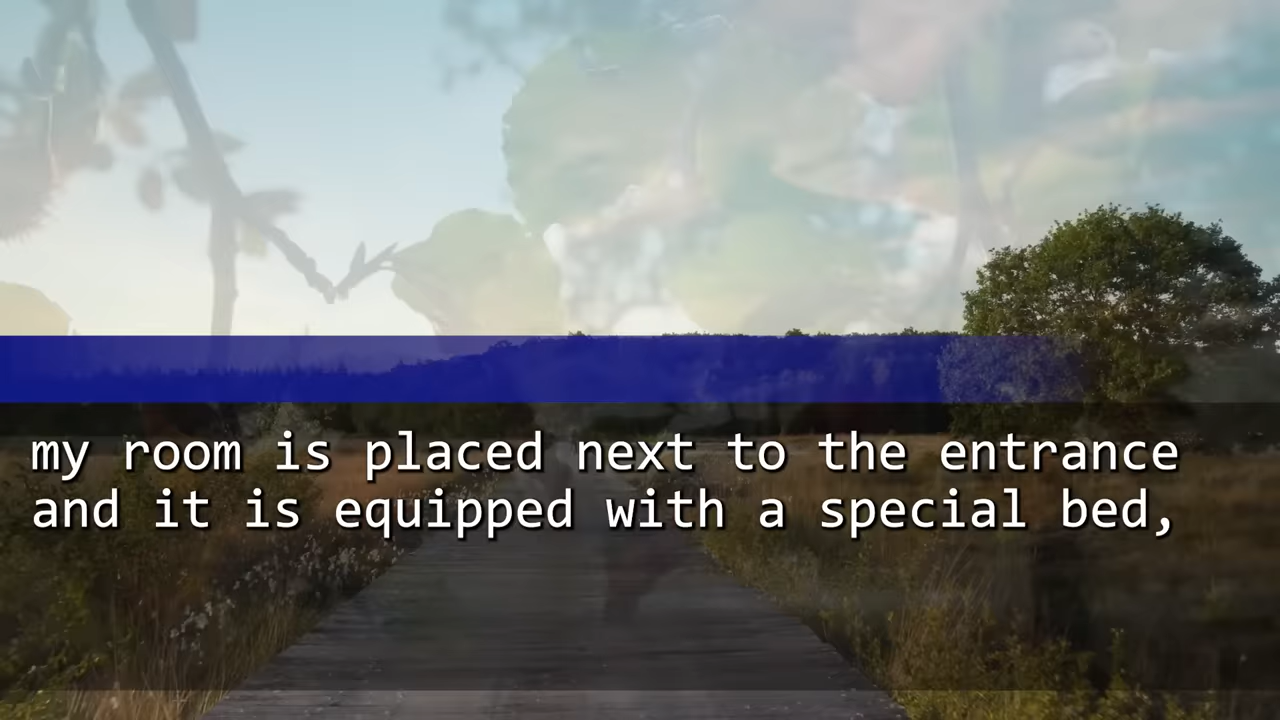 my room is placed next to the entrance
and it is equipped with a special bed,